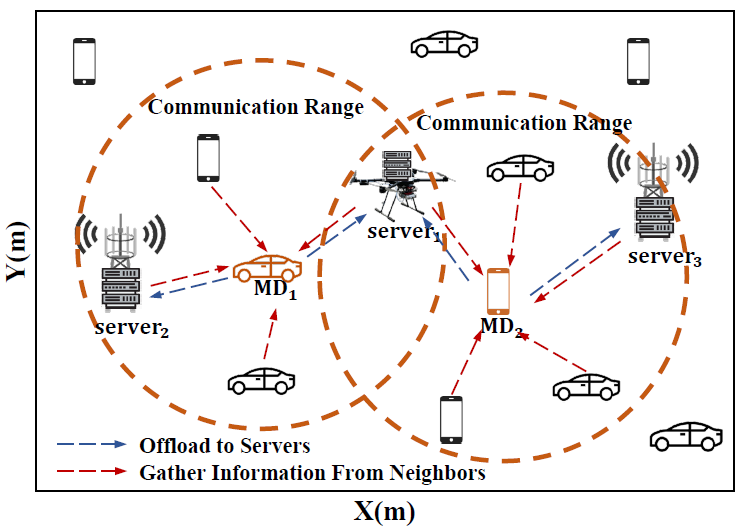 Communication Range
Communication Range
server₁
server₃
MD₁
server₂
MD₂
Offload to Servers
Gather Information From Neighbors
Y(m)
X(m)